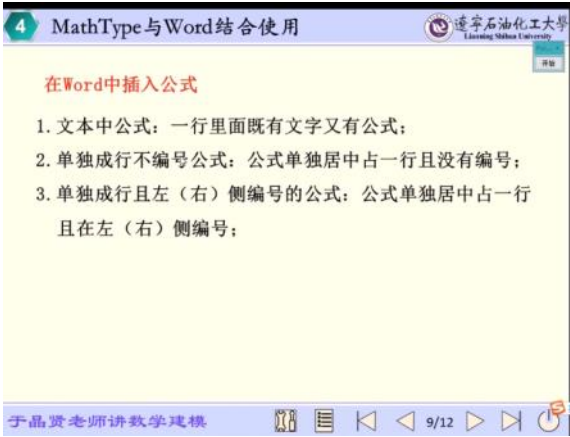 4 MathType与Word结合使用
遼宁石油化工大學
Liaoning Shihua University
开始
在Word中插入公式
1.文本中公式：一行里面既有文字又有公式；
2.单独成行不编号公式：公式单独居中占一行且没有编号；
3.单独成行且左（右）侧编号的公式：公式单独居中占一行
且在左（右）侧编号；
于晶贤老师讲数学建模
9/12